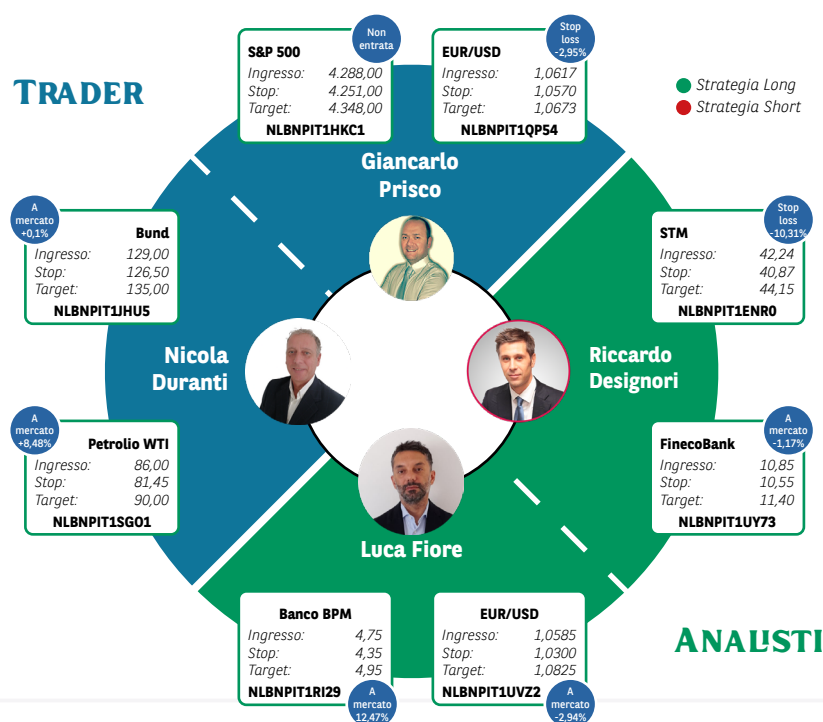 TRADER
S&P 500
Non
entrata
Ingresso: 4.288,00
Stop: 4.251,00
Target: 4.348,00
NLBNPIT1HKC1
EUR/USD
Stop
loss
-2,95%
Ingresso: 1,0617
Stop: 1,0570
Target: 1,0673
NLBNPIT1QP54
Strategia Long
Strategia Short
Giancarlo
Prisco
A
mercato
+0,1%
Bund
Ingresso: 129,00
Stop: 126,50
Target: 135,00
NLBNPIT1JHU5
STM
Stop
loss
-10,31%
Ingresso: 42,24
Stop: 40,87
Target: 44,15
NLBNPIT1ENR0
Nicola
Duranti
Riccardo
Designori
A
mercato
+8,48%
Petrolio WTI
Ingresso: 86,00
Stop: 81,45
Target: 90,00
NLBNPIT1SGO1
FinecoBank
A
mercato
-1,17%
Ingresso: 10,85
Stop: 10,55
Target: 11,40
NLBNPIT1UY73
Luca Fiore
Banco BPM
Ingresso: 4,75
Stop: 4,35
Target: 4,95
NLBNPIT1RI29
A
mercato
12,47%
EUR/USD
Ingresso: 1,0585
Stop: 1,0300
Target: 1,0825
NLBNPIT1UVZ2
A
mercato
-2,94%
ANALISTI